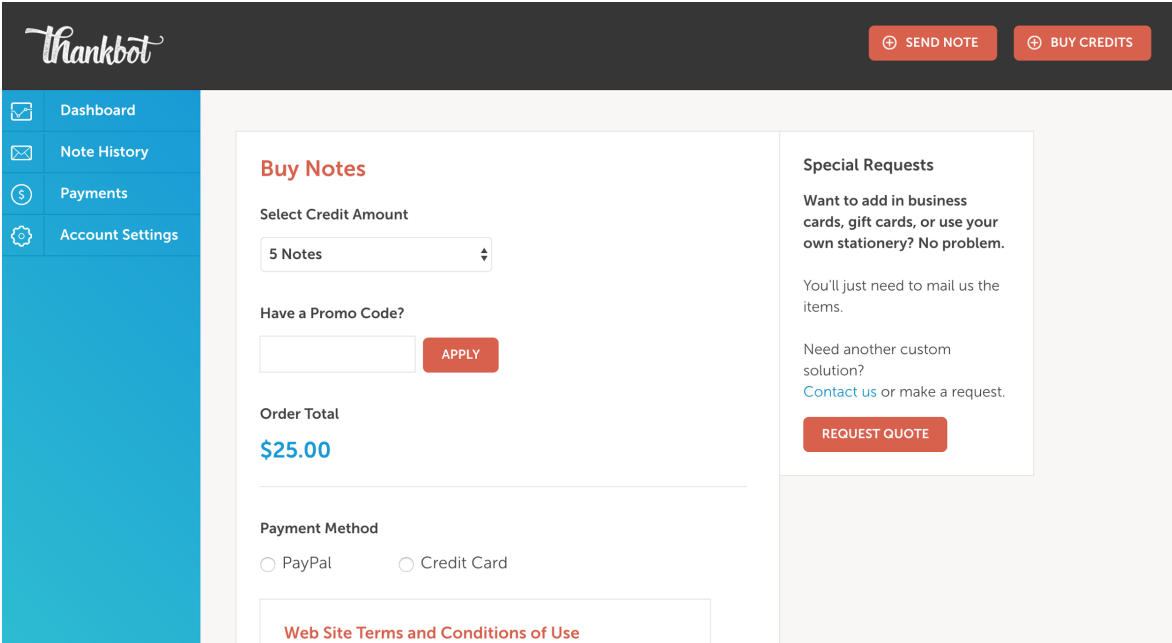 thankbot
SEND NOTE
BUY CREDITS
Dashboard
Note History
Payments
Account Settings
Buy Notes
Select Credit Amount
5 Notes
Have a Promo Code?
APPLY
Order Total
$25.00
Payment Method
PayPal
Credit Card
Web Site Terms and Conditions of Use
Special Requests
Want to add in business
cards, gift cards, or use your
own stationery? No problem.
You'll just need to mail us the
items.
Need another custom
solution?
Contact us or make a request.
REQUEST QUOTE